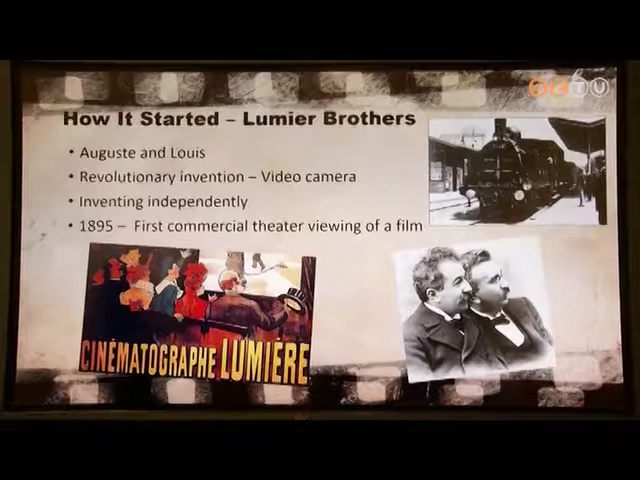 How It Started – Lumier Brothers
• Auguste and Louis
• Revolutionary invention – Video camera
• Inventing independently
• 1895 – First commercial theater viewing of a film
CINÉMATOGRAPHE LUMIÈRE